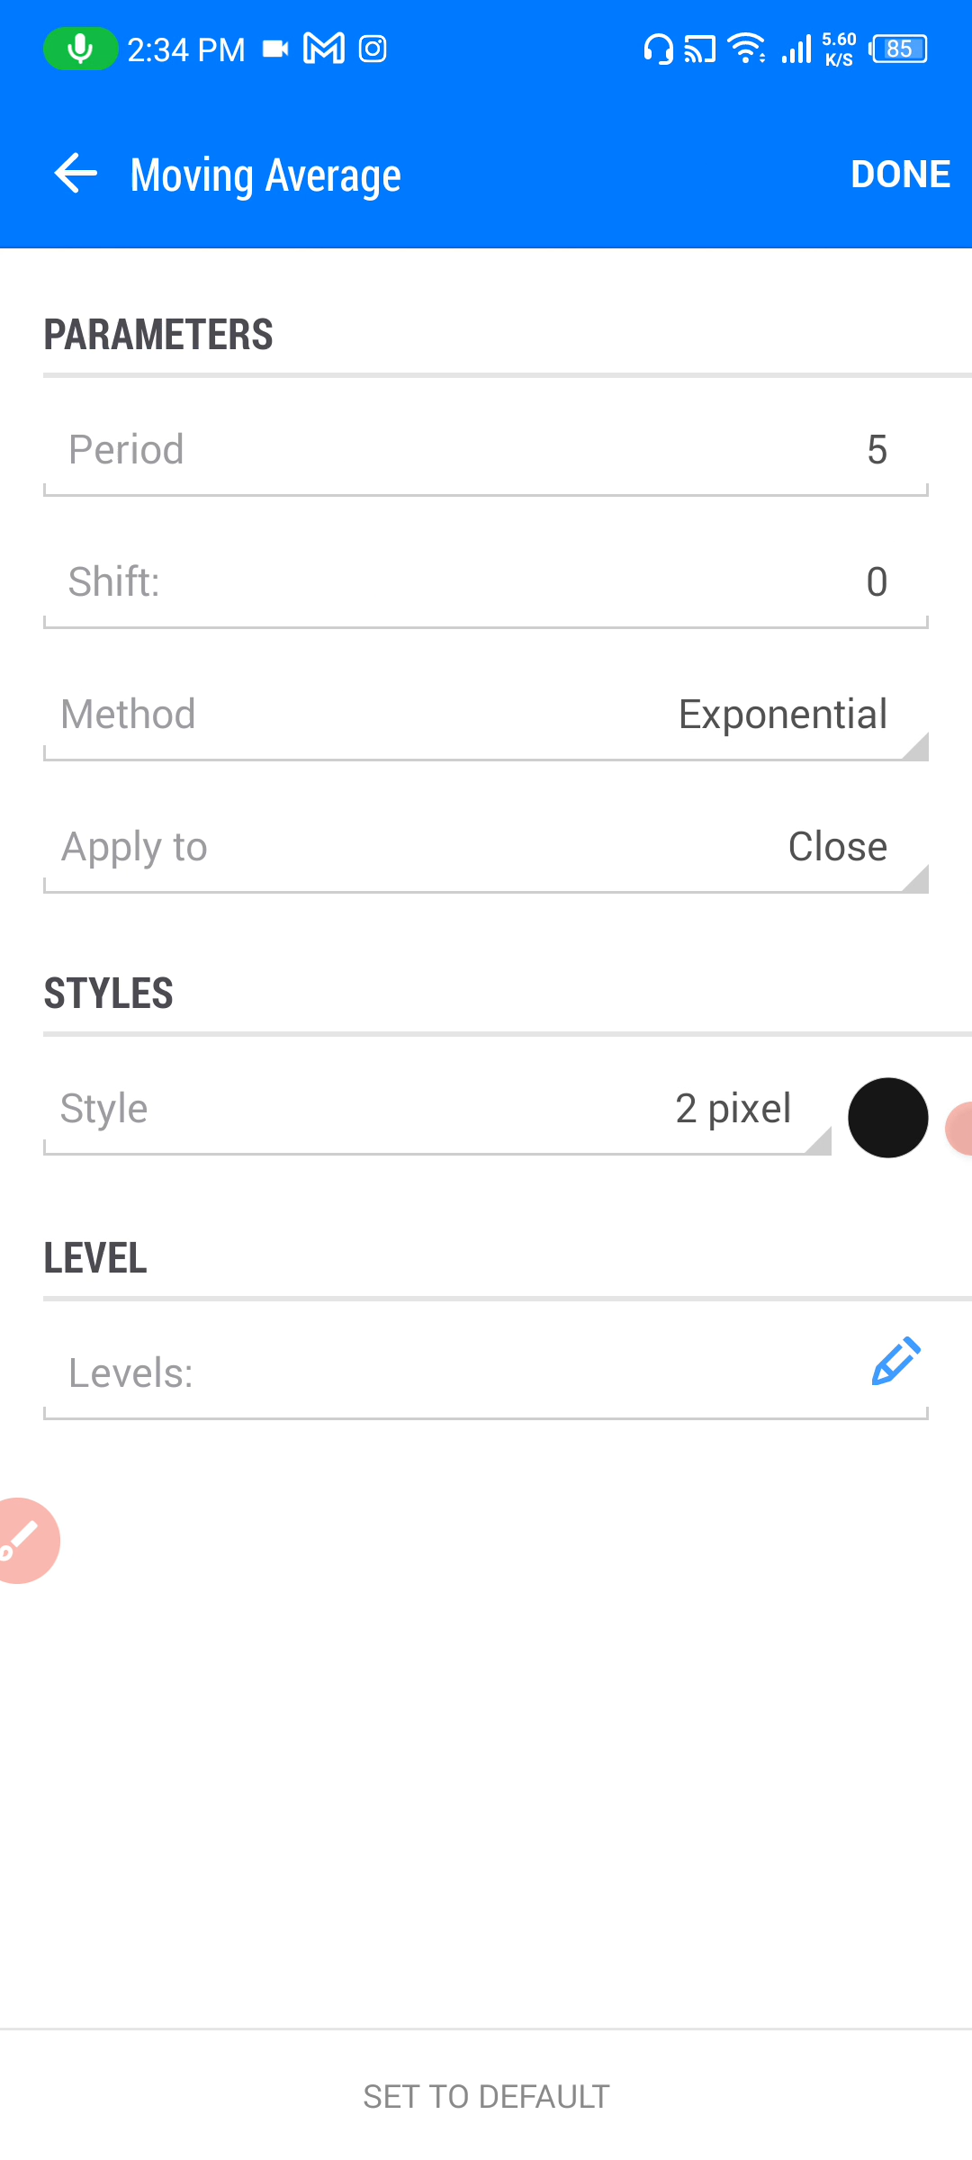 2:34 PM 5.60 K/S 85
Moving Average DONE
PARAMETERS
Period 5
Shift: 0
Method Exponential
Apply to Close
STYLES
Style 2 pixel
LEVEL
Levels:
SET TO DEFAULT